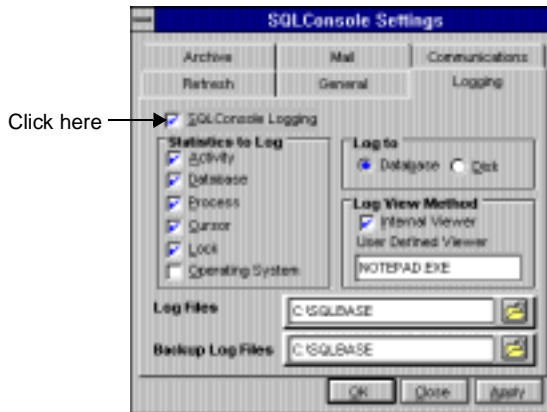 SQLConsole Settings
Archive Mail Communications
Refresh General Logging
Click here
SQLConsole Logging
Statistics to Log
Activity
Database
Process
Cursor
Lock
Operating System
Log to
Database Disk
Log View Method
Internal Viewer
User Defined Viewer
NOTEPAD.EXE
Log Files C:\SQLBASE
Backup Log Files C:\SQLBASE
OK Close Apply